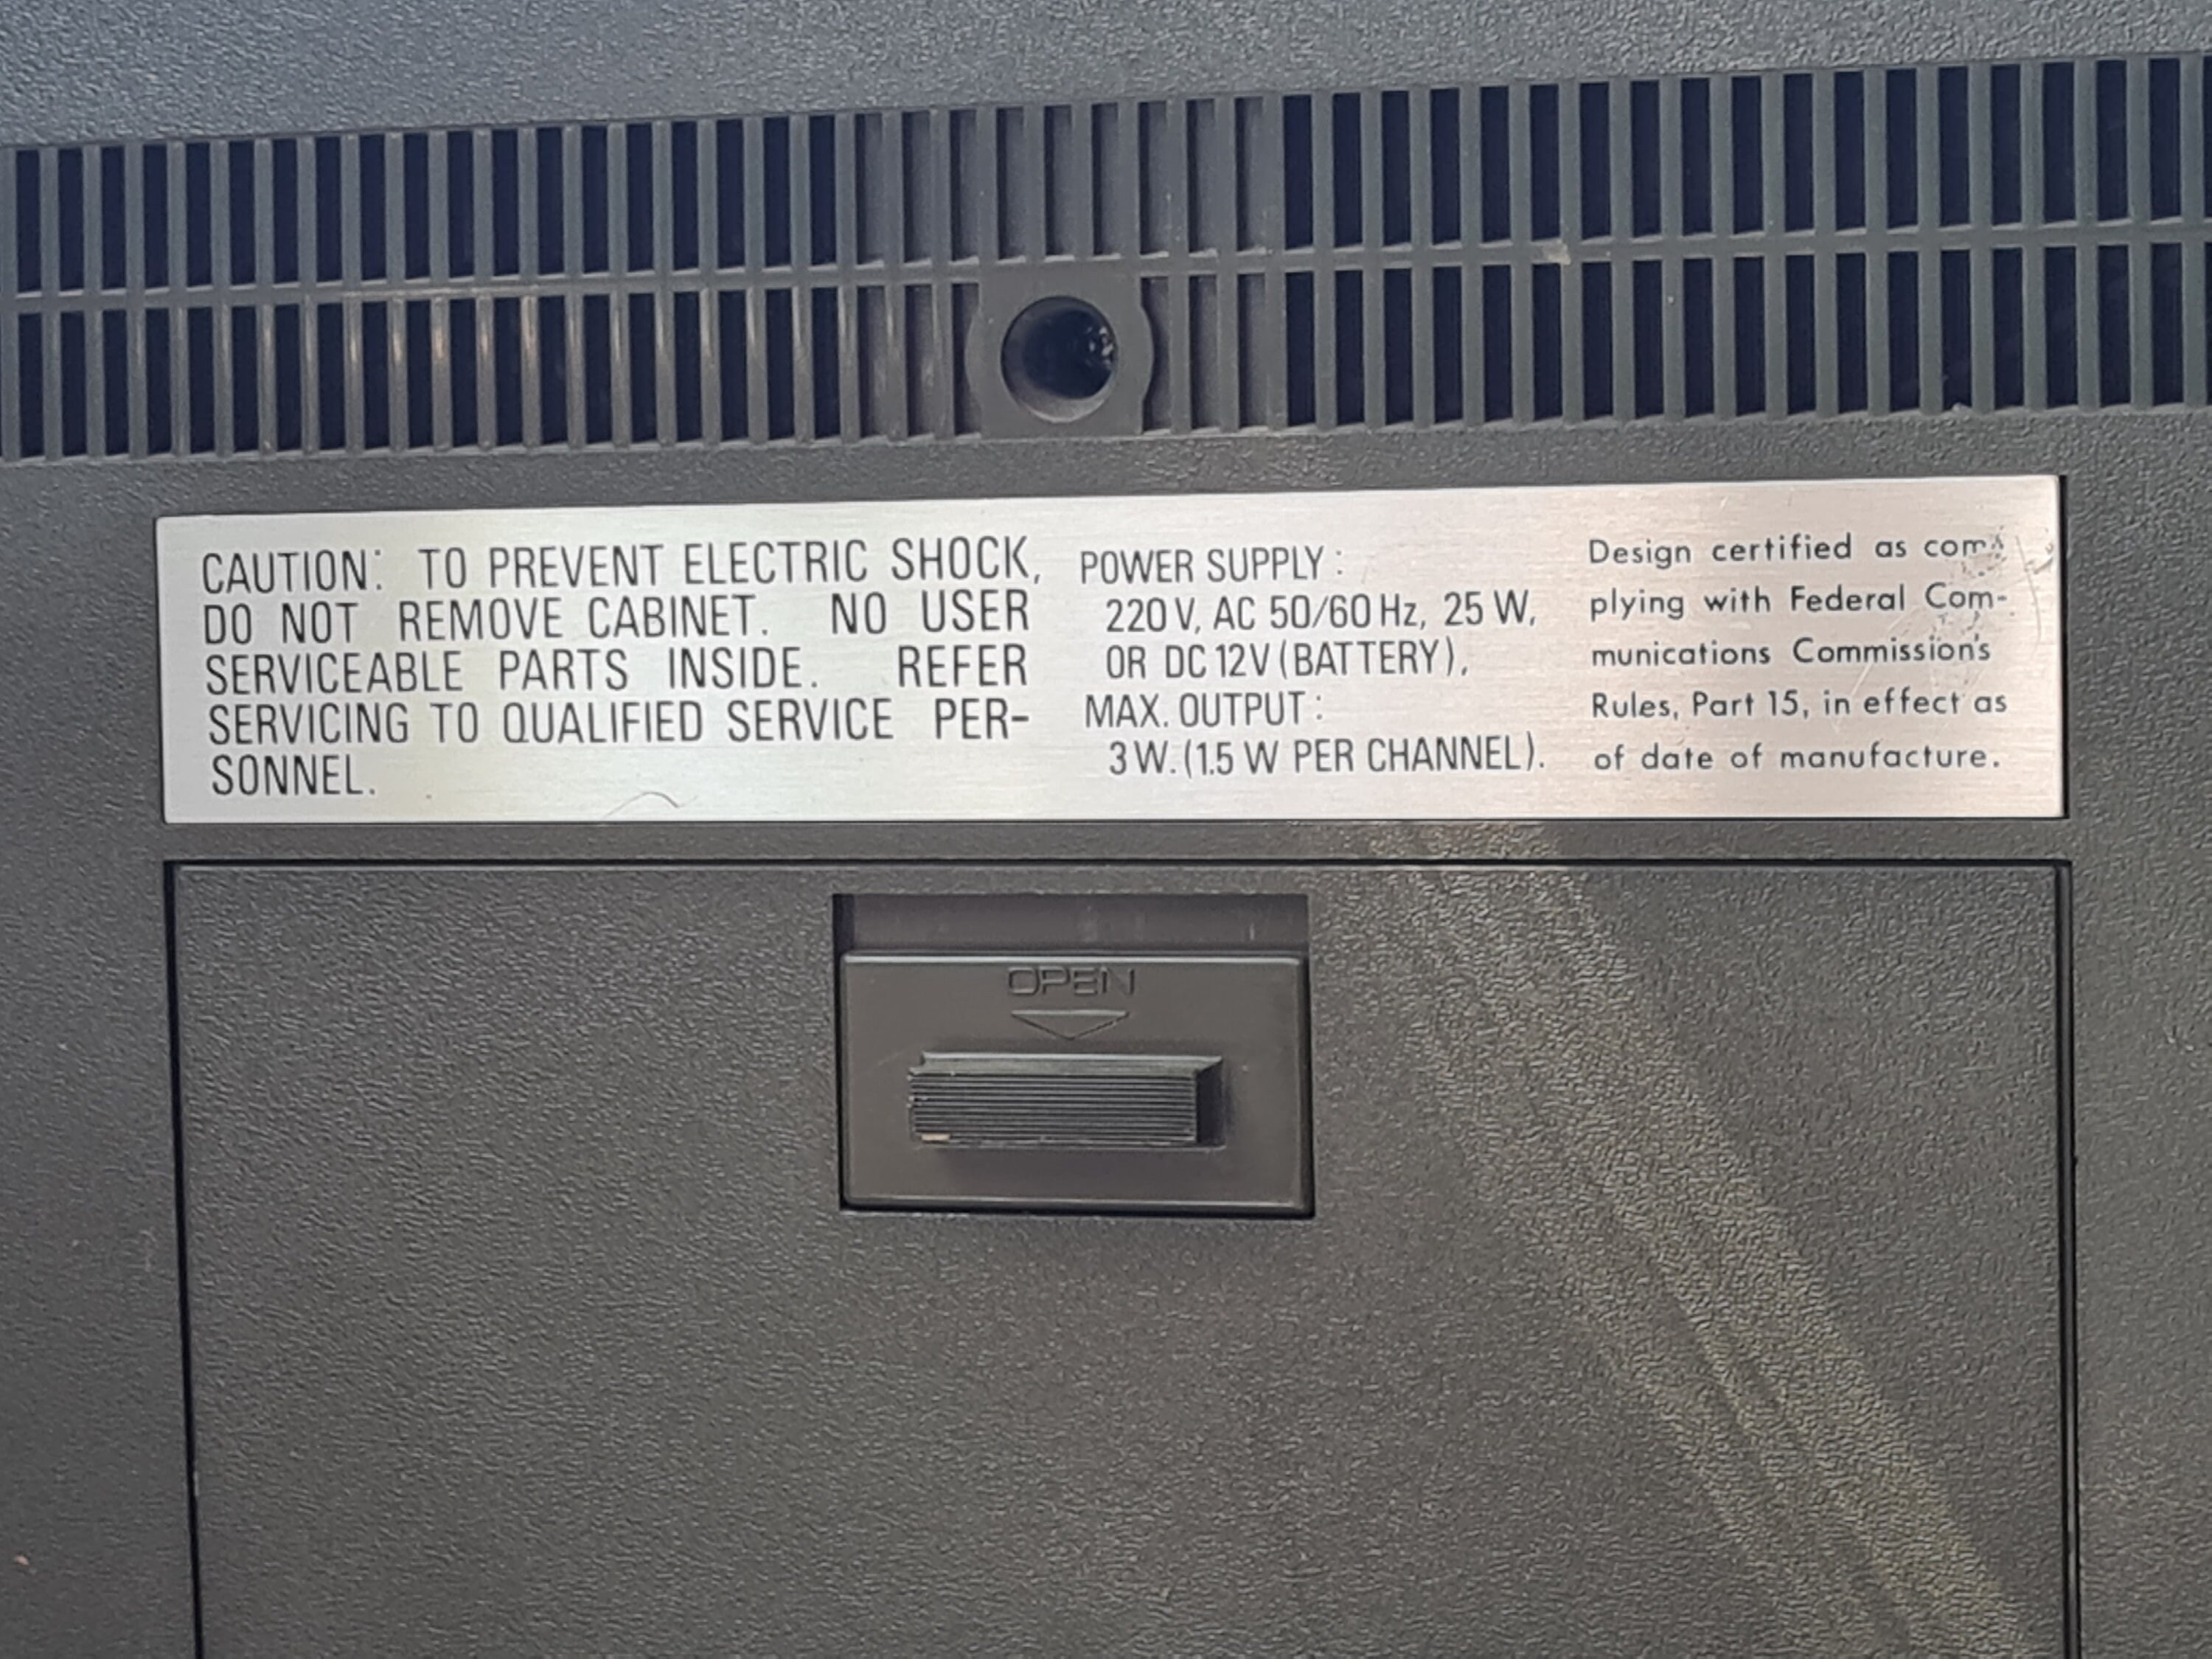 CAUTION: TO PREVENT ELECTRIC SHOCK,
DO NOT REMOVE CABINET. NO USER
SERVICEABLE PARTS INSIDE. REFER
SERVICING TO QUALIFIED SERVICE PER-
SONNEL.
POWER SUPPLY:
220 V, AC 50/60 Hz, 25 W,
OR DC 12V (BATTERY),
MAX. OUTPUT:
3 W. (1.5 W PER CHANNEL).
Design certified as com-
plying with Federal Com-
munications Commission's
Rules, Part 15, in effect as
of date of manufacture.
OPEN